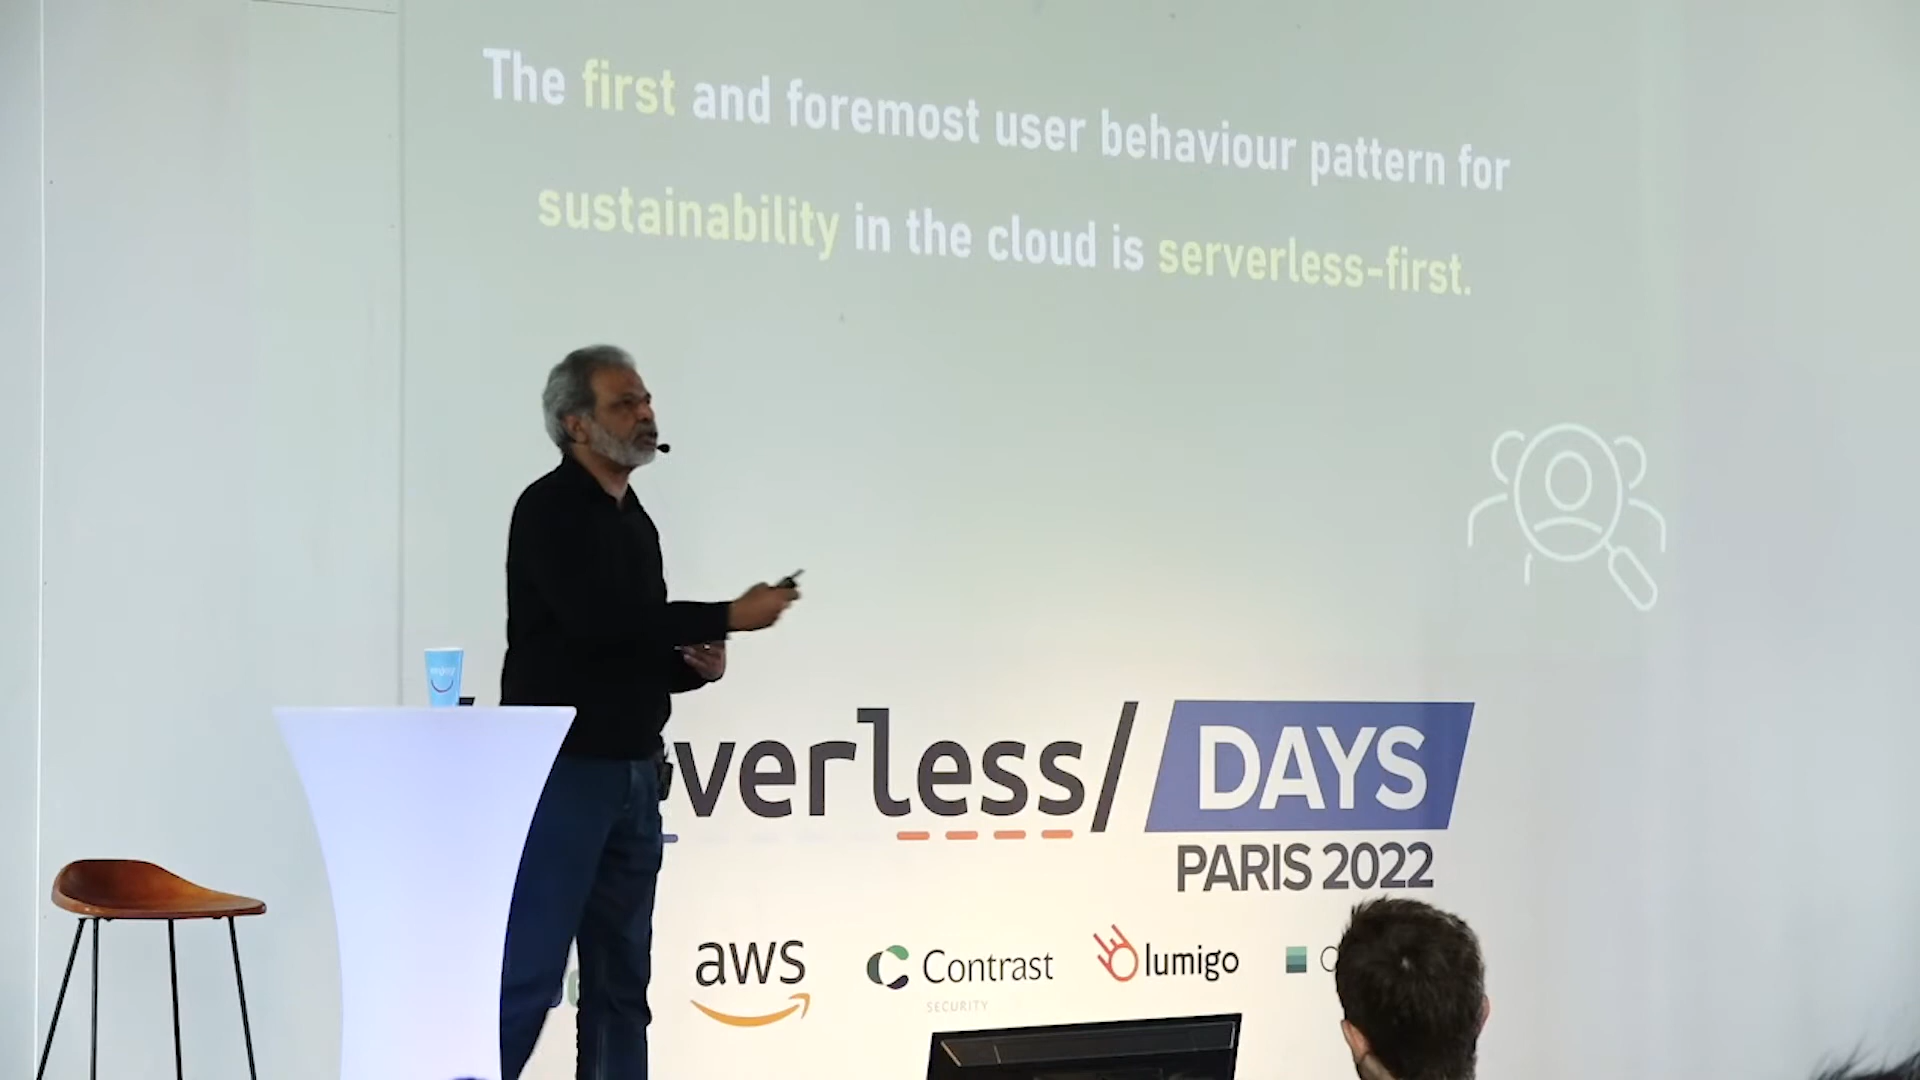 The first and foremost user behaviour pattern for
sustainability in the cloud is serverless-first.
verless/ DAYS
PARIS 2022
aws
Contrast
SECURITY
lumigo